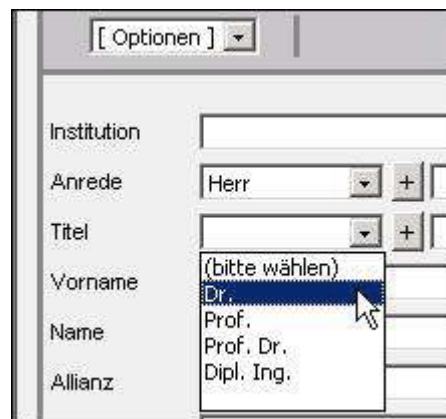 [ Optionen ]
Institution
Anrede Herr +
Titel +
(bitte wählen)
Vorname Dr.
Prof.
Name
Prof. Dr.
Allianz Dipl. Ing.